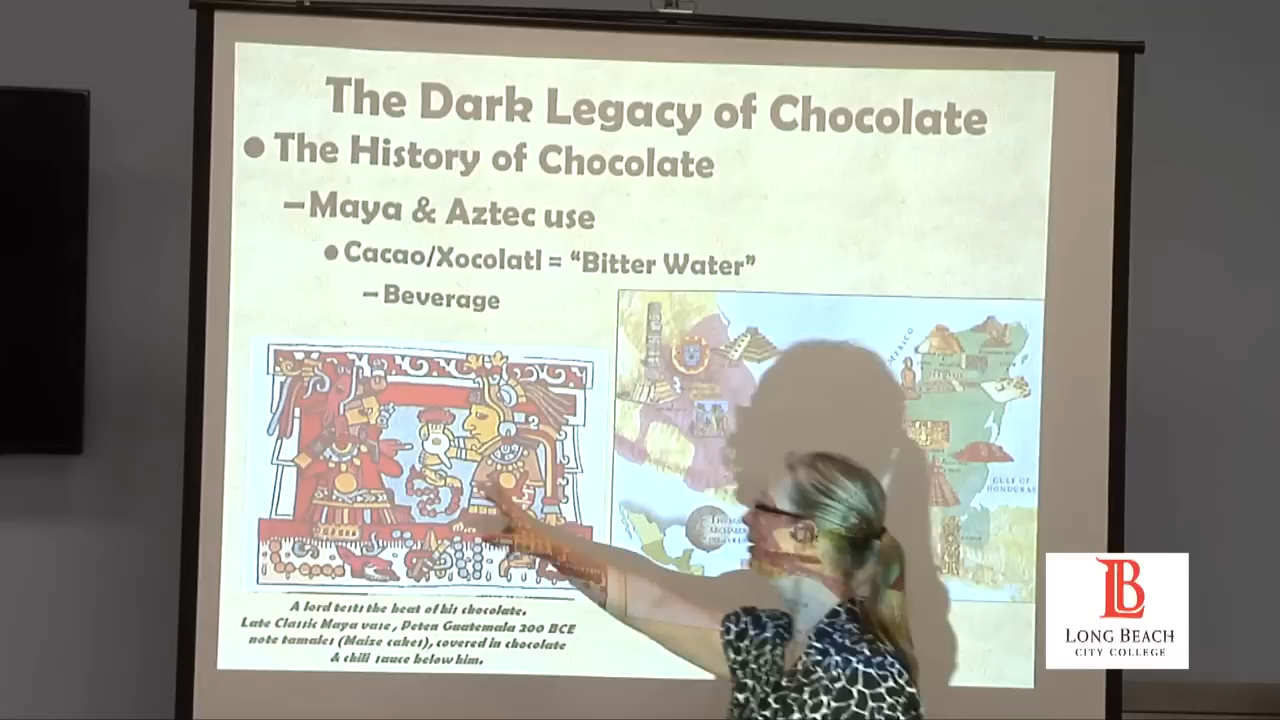 The Dark Legacy of Chocolate
● The History of Chocolate
– Maya & Aztec use
● Cacao/Xocolatl = “Bitter Water”
– Beverage
MEXICO
GULF OF
HONDURAS
A lord tests the heat of his chocolate.
Late Classic Maya vase, Peten Guatemala 200 BCE
note tamales (Maize cakes), covered in chocolate
& chili sauce below him.
LB
LONG BEACH
CITY COLLEGE